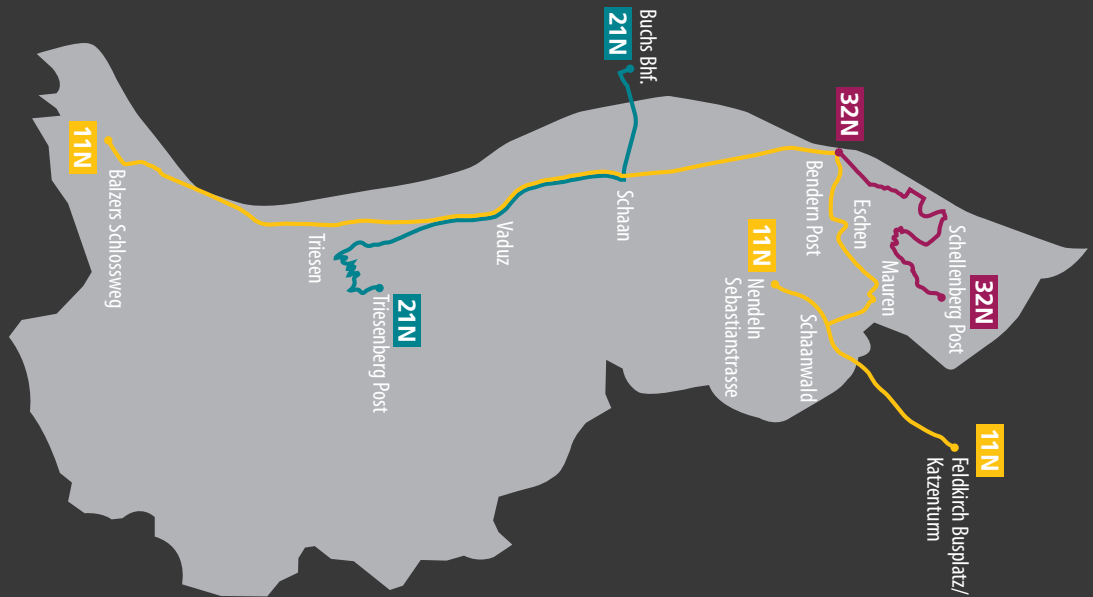 11N
Feldkirch Busplatz/
Katzenturm
32N
Schellenberg Post
Mauren
Eschen
32N
Bendern Post
Schaanwald
11N
Nendeln
Sebastianstrasse
Buchs Bhf.
21N
Schaan
Vaduz
21N
Triesenberg Post
Triesen
Balzers Schlossweg
11N